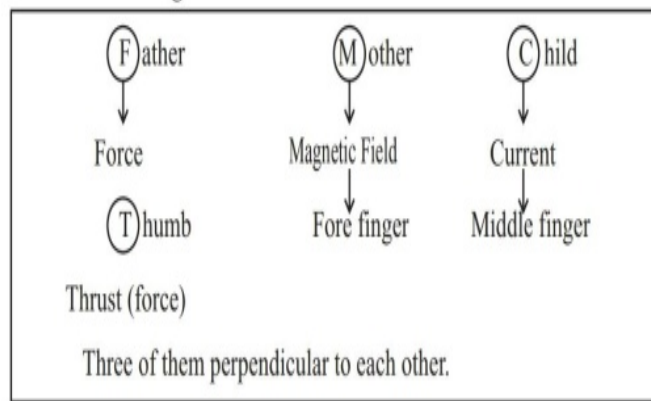 Father Mother Child
Force Magnetic Field Current
Thumb Fore finger Middle finger
Thrust (force)
Three of them perpendicular to each other.